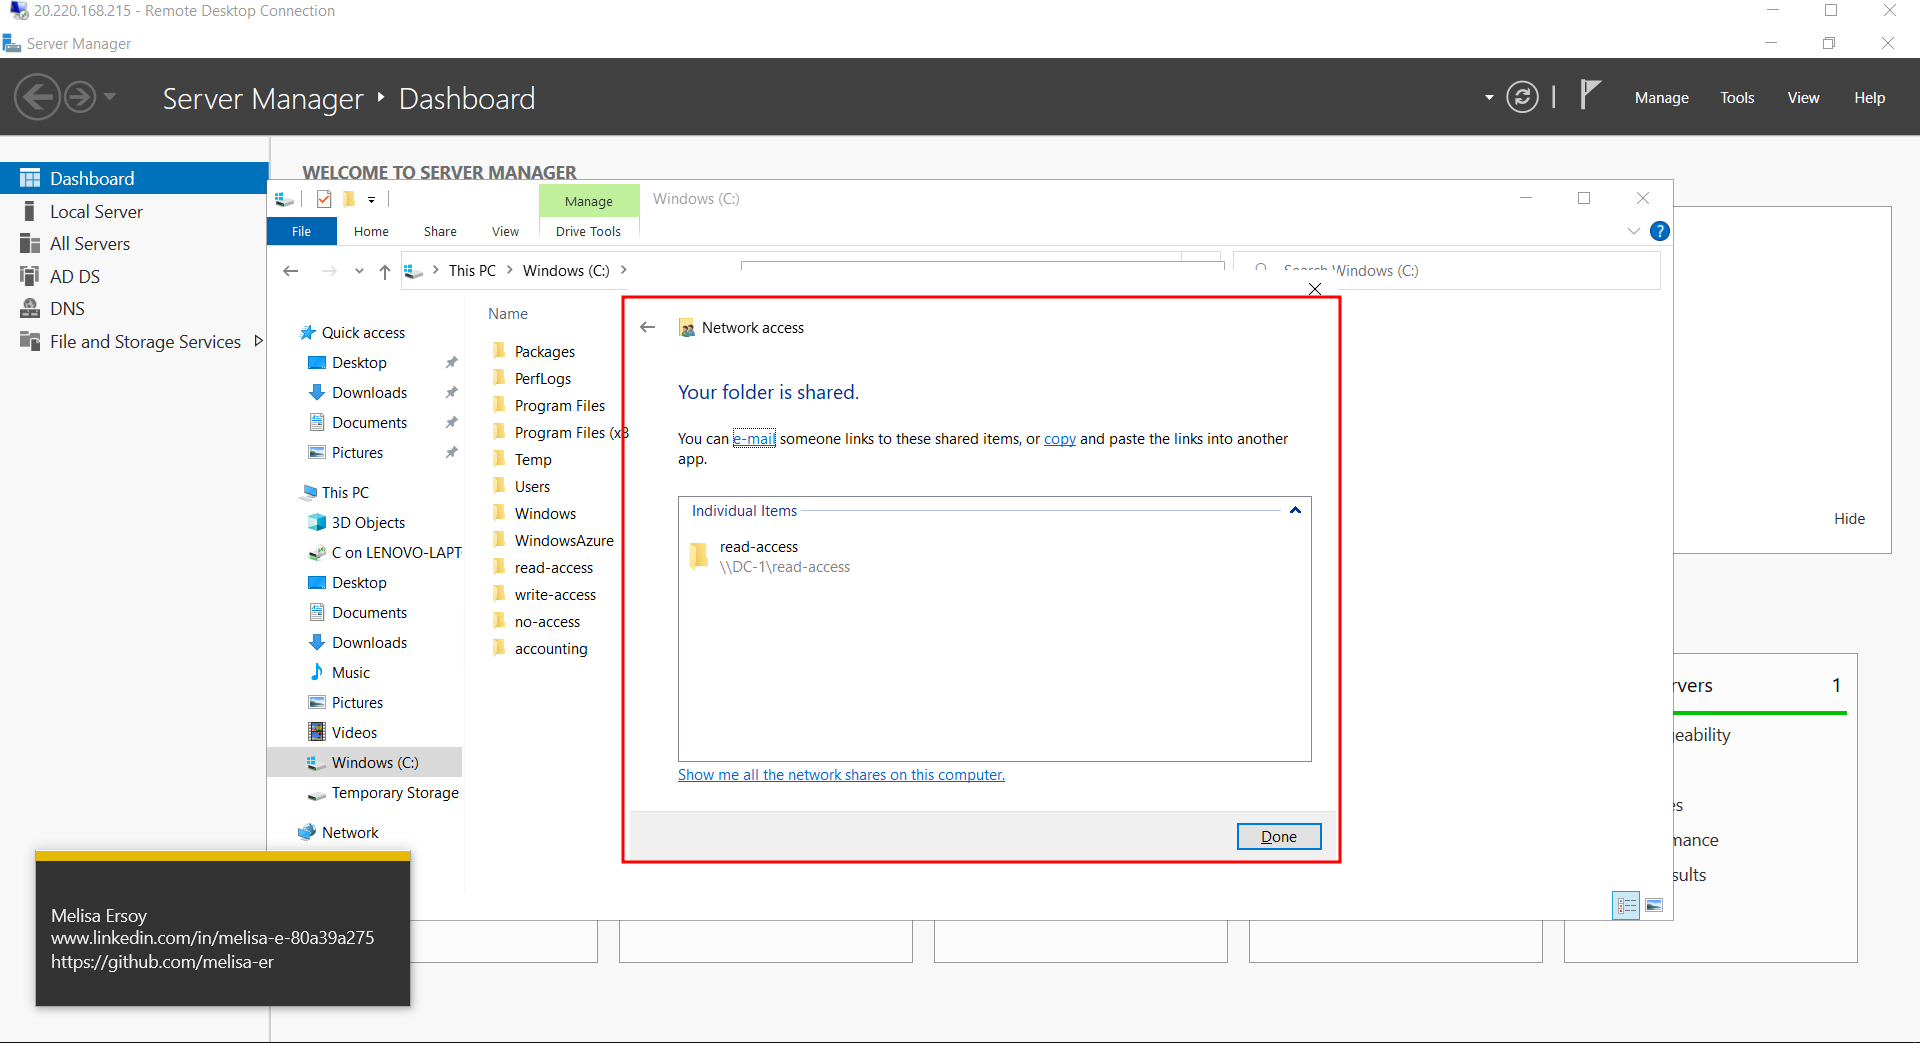 20.220.168.215 - Remote Desktop Connection
Server Manager
Server Manager Dashboard
Manage Tools View Help
Dashboard
Local Server
All Servers
AD DS
DNS
File and Storage Services
WELCOME TO SERVER MANAGER
Manage
Windows (C:)
File Home Share View Drive Tools
This PC Windows (C:)
Search Windows (C:)
Quick access
Desktop
Downloads
Documents
Pictures
This PC
3D Objects
C on LENOVO-LAPT
Desktop
Documents
Downloads
Music
Pictures
Videos
Windows (C:)
Temporary Storage
Network
Name
Packages
PerfLogs
Program Files
Program Files (x8
Temp
Users
Windows
WindowsAzure
read-access
write-access
no-access
accounting
Network access
Your folder is shared.
You can e-mail someone links to these shared items, or copy and paste the links into another
app.
Individual Items
read-access
\\DC-1\read-access
Show me all the network shares on this computer.
Done
Hide
rvers 1
eability
es
mance
sults
Melisa Ersoy
www.linkedin.com/in/melisa-e-80a39a275
https://github.com/melisa-er